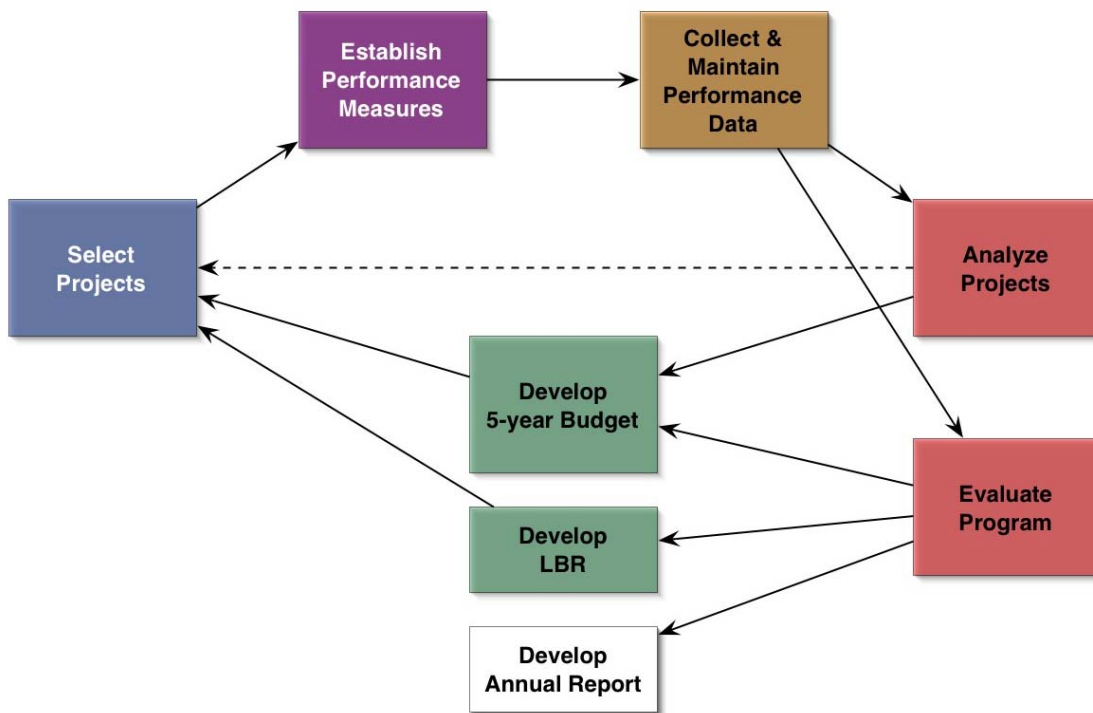 Establish
Performance
Measures
Collect &
Maintain
Performance
Data
Select
Projects
Analyze
Projects
Develop
5-year Budget
Evaluate
Program
Develop
LBR
Develop
Annual Report